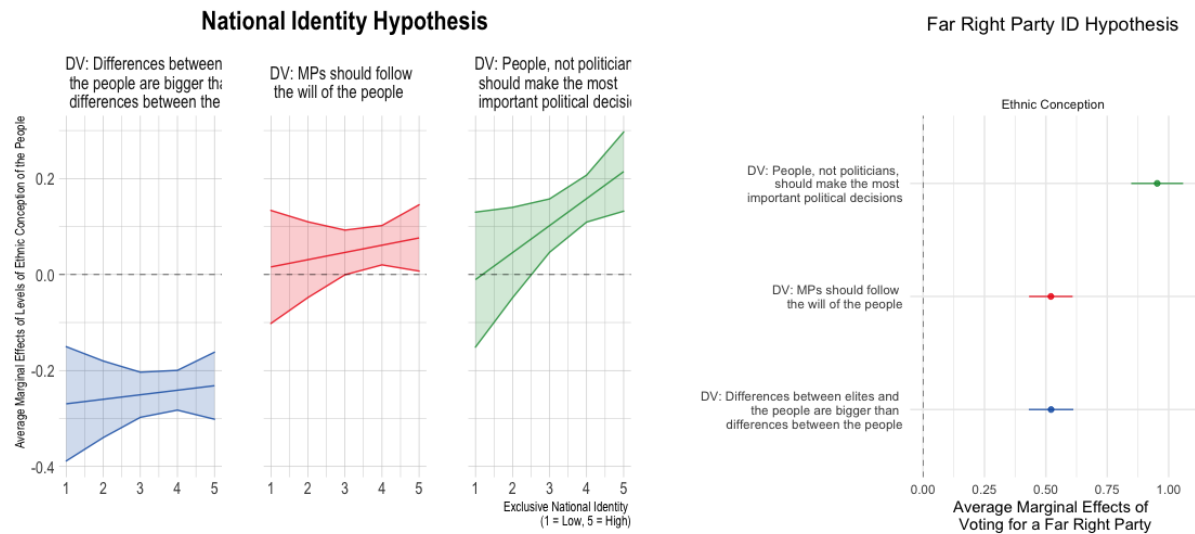 National Identity Hypothesis
DV: Differences between
the people are bigger tha
differences between the
DV: MPs should follow
the will of the people
DV: People, not politician
should make the most
important political decisio
Average Marginal Effects of Levels of Ethnic Conception of the People
0.2
0.0
-0.2
-0.4
1 2 3 4 5
1 2 3 4 5
1 2 3 4 5
Exclusive National Identity
(1 = Low, 5 = High)
Far Right Party ID Hypothesis
Ethnic Conception
DV: People, not politicians,
should make the most
important political decisions
DV: MPs should follow
the will of the people
DV: Differences between elites and
the people are bigger than
differences between the people
0.00 0.25 0.50 0.75 1.00
Average Marginal Effects of
Voting for a Far Right Party